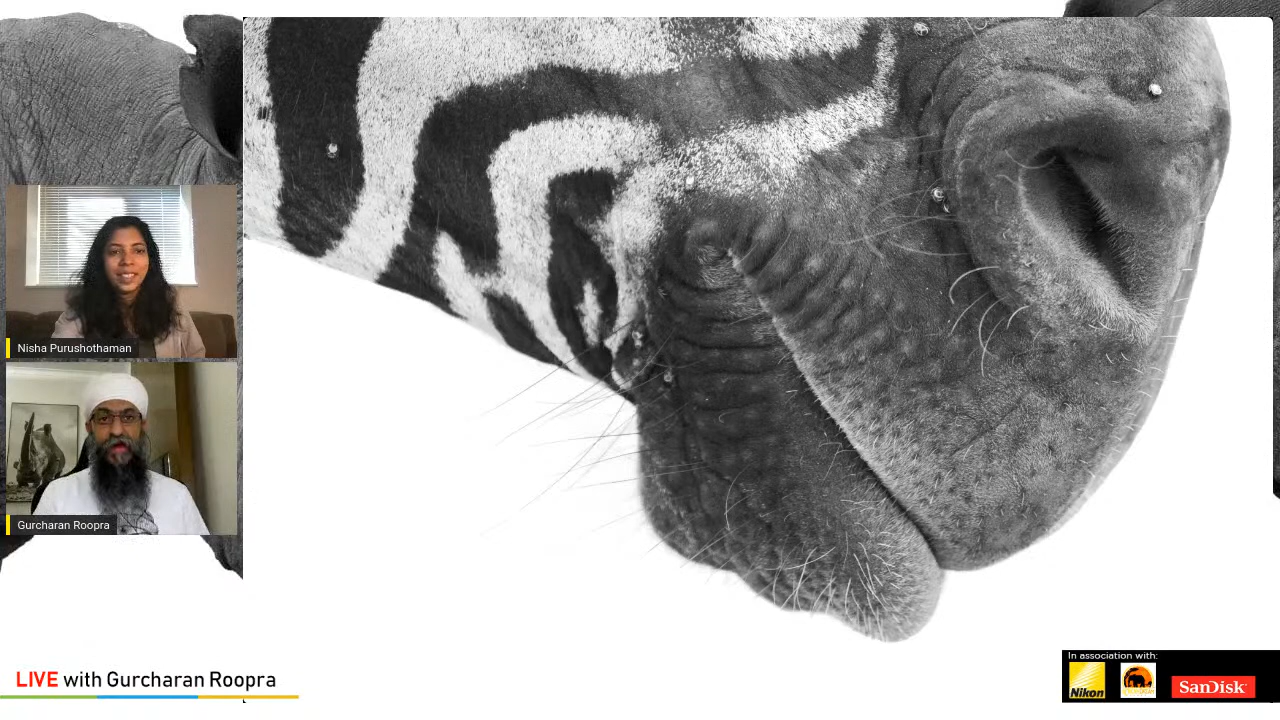 Nisha Purushothaman
Gurcharan Roopra
LIVE with Gurcharan Roopra
In association with:
Nikon
SanDisk